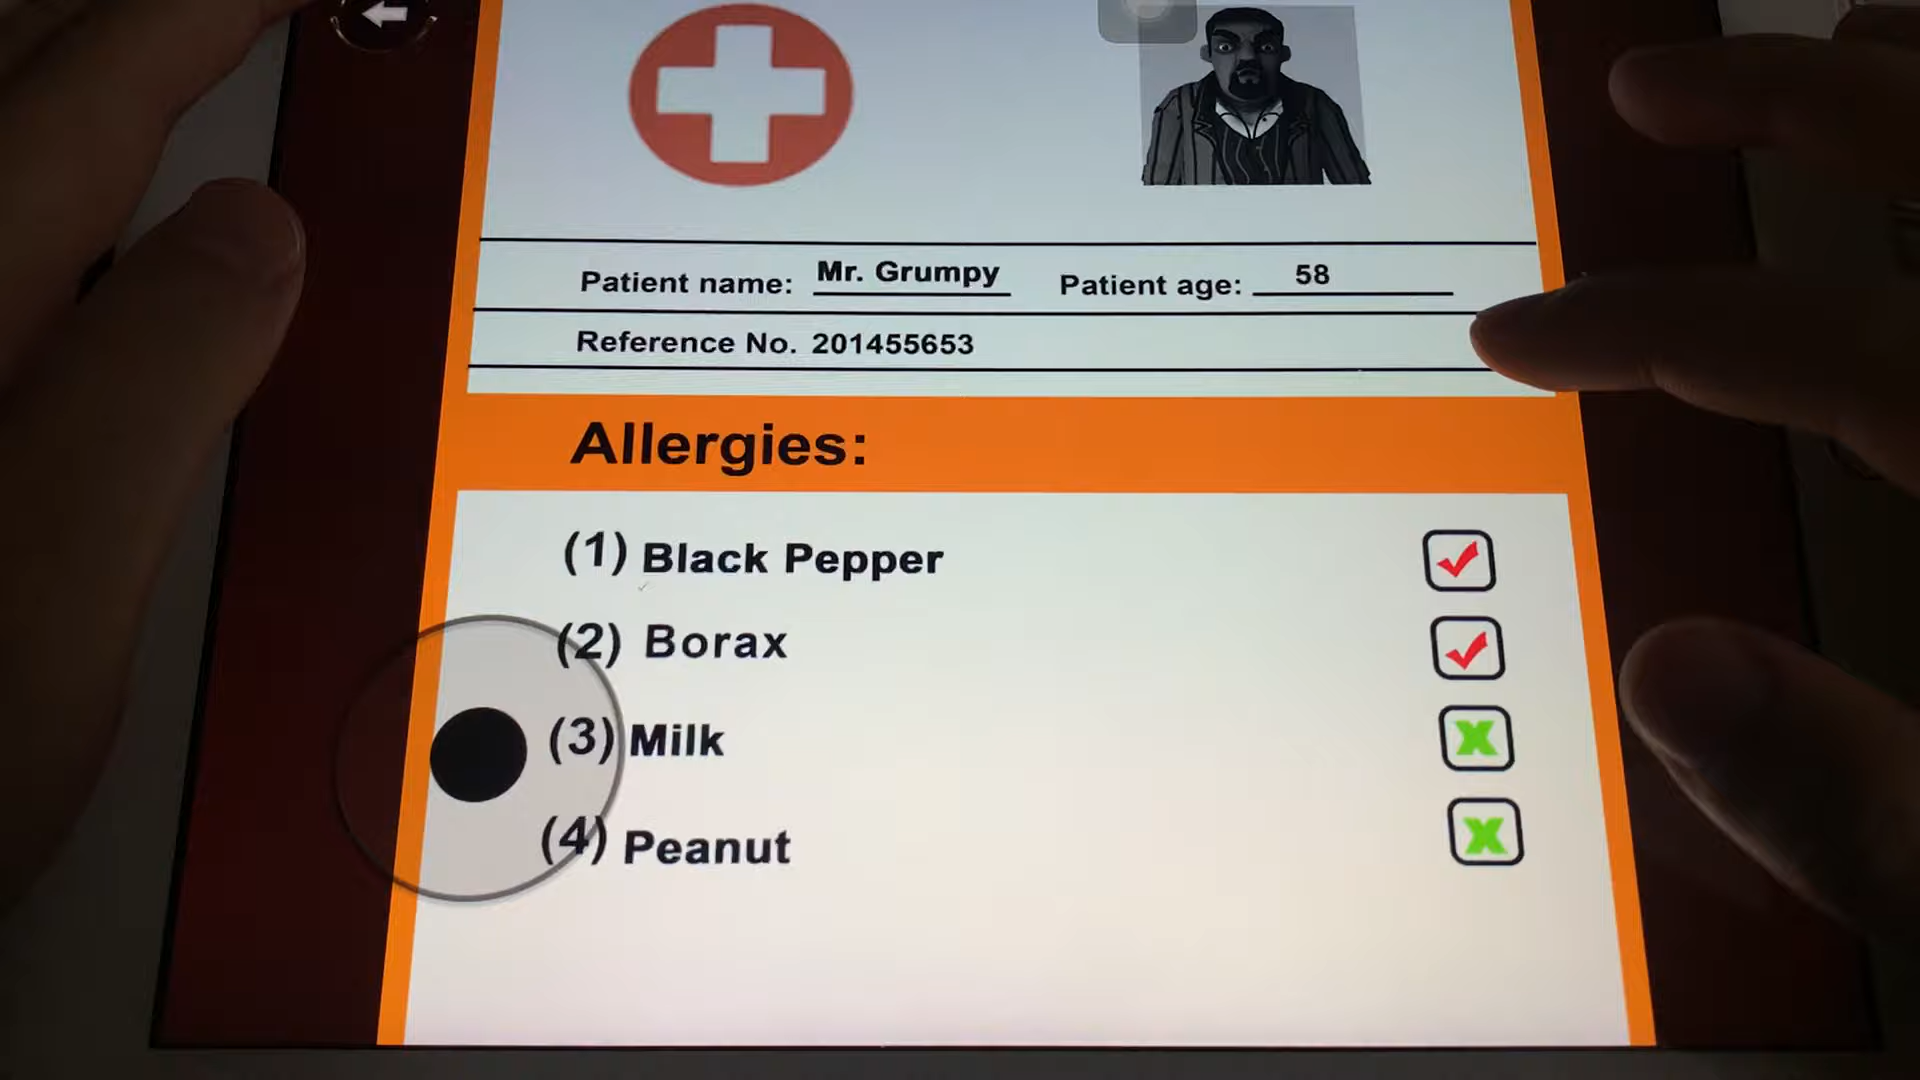 Patient name: Mr. Grumpy Patient age: 58
Reference No. 201455653
Allergies:
(1) Black Pepper
(2) Borax
(3) Milk
(4) Peanut